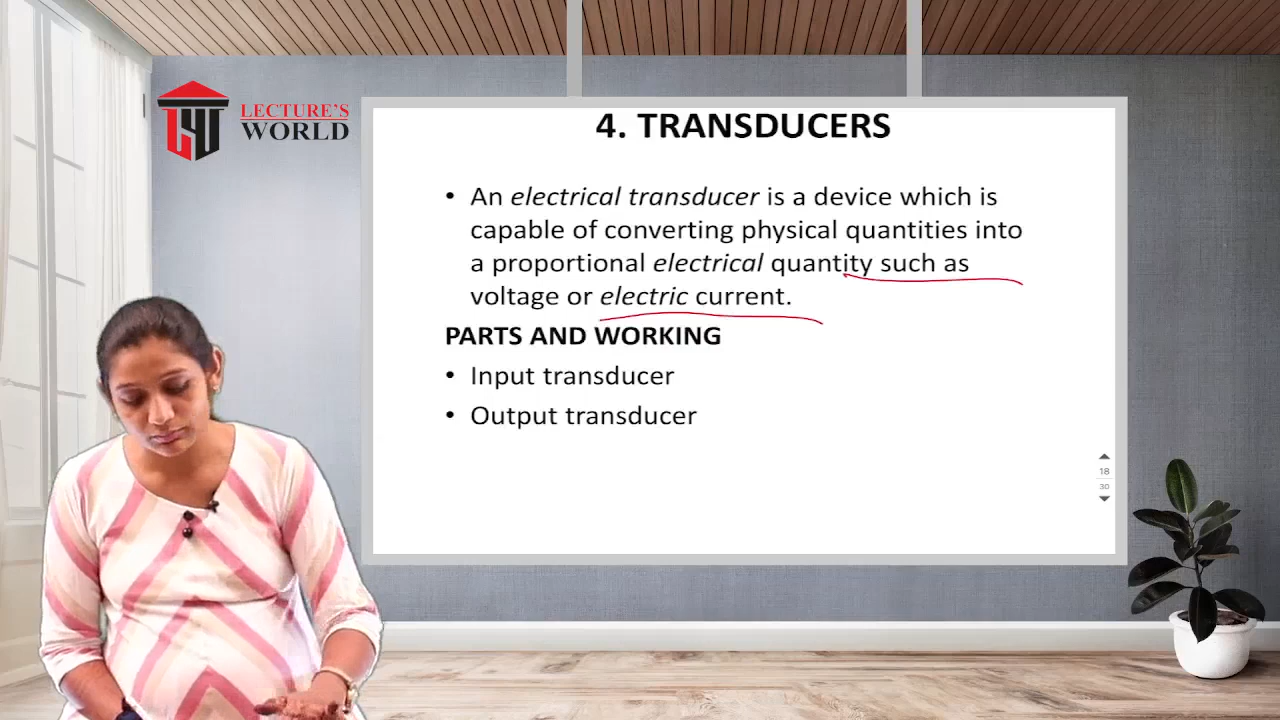 LECTURE'S
WORLD
4. TRANSDUCERS
• An electrical transducer is a device which is
capable of converting physical quantities into
a proportional electrical quantity such as
voltage or electric current.
PARTS AND WORKING
• Input transducer
• Output transducer
18
30